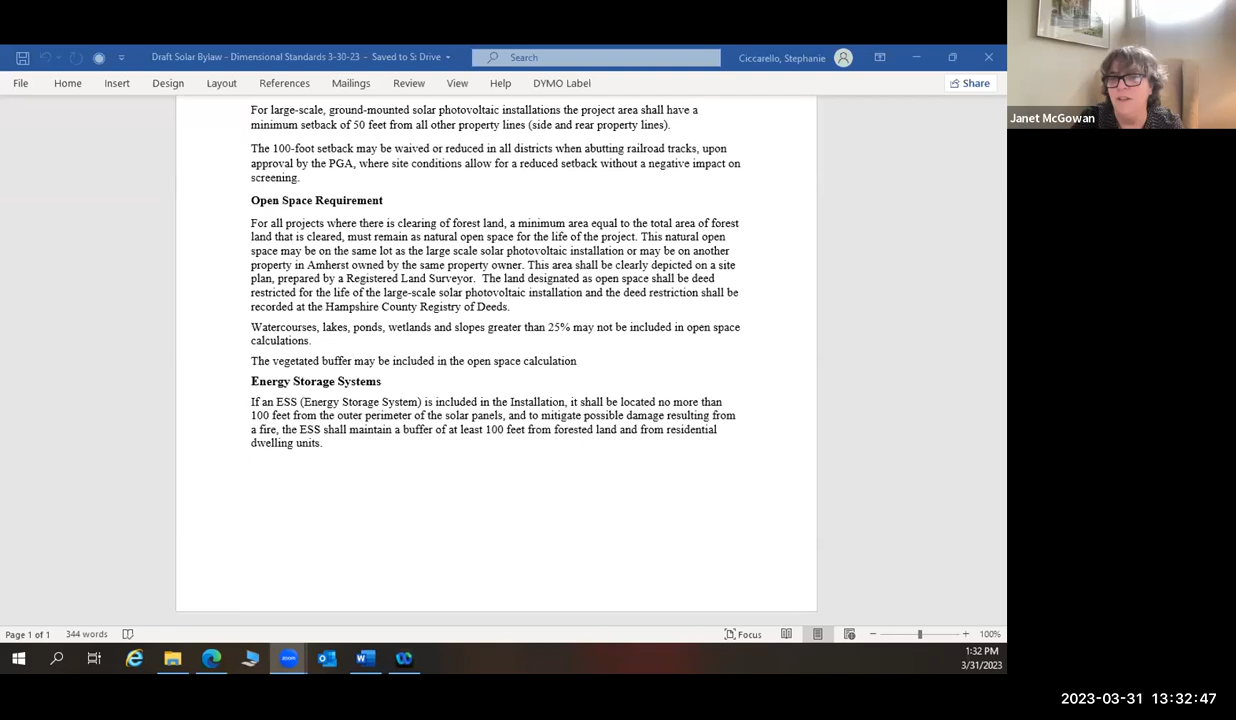 Draft Solar Bylaw - Dimensional Standards 3-30-23 - Saved to S: Drive
Search
Ciccarello, Stephanie
File Home Insert Design Layout References Mailings Review View Help DYMO Label Share
Janet McGowan
For large-scale, ground-mounted solar photovoltaic installations the project area shall have a
minimum setback of 50 feet from all other property lines (side and rear property lines).
The 100-foot setback may be waived or reduced in all districts when abutting railroad tracks, upon
approval by the PGA, where site conditions allow for a reduced setback without a negative impact on
screening.
Open Space Requirement
For all projects where there is clearing of forest land, a minimum area equal to the total area of forest
land that is cleared, must remain as natural open space for the life of the project. This natural open
space may be on the same lot as the large scale solar photovoltaic installation or may be on another
property in Amherst owned by the same property owner. This area shall be clearly depicted on a site
plan, prepared by a Registered Land Surveyor. The land designated as open space shall be deed
restricted for the life of the large-scale solar photovoltaic installation and the deed restriction shall be
recorded at the Hampshire County Registry of Deeds.
Watercourses, lakes, ponds, wetlands and slopes greater than 25% may not be included in open space
calculations.
The vegetated buffer may be included in the open space calculation
Energy Storage Systems
If an ESS (Energy Storage System) is included in the Installation, it shall be located no more than
100 feet from the outer perimeter of the solar panels, and to mitigate possible damage resulting from
a fire, the ESS shall maintain a buffer of at least 100 feet from forested land and from residential
dwelling units.
Page 1 of 1 344 words Focus 100%
zoom
1:32 PM
3/31/2023
2023-03-31 13:32:47